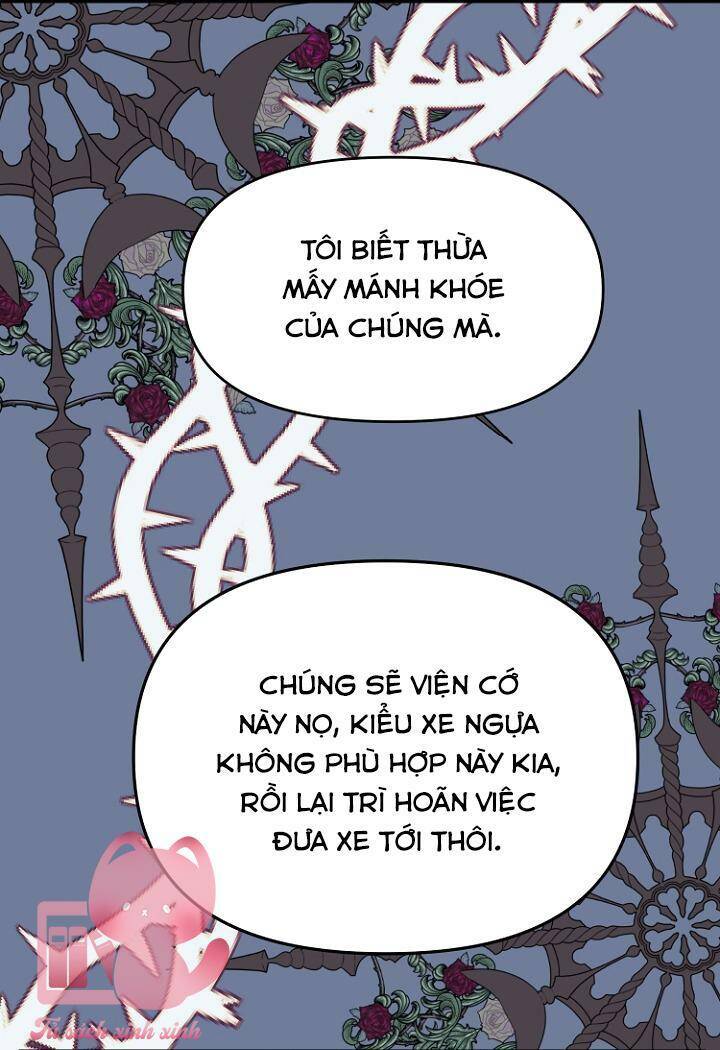 TÔI BIẾT THỪA
MẤY MÁNH KHÓE
CỦA CHÚNG MÀ.
CHÚNG SẼ VIỆN CỚ
NÀY NỌ, KIỂU XE NGỰA
KHÔNG PHÙ HỢP NÀY KIA,
RỒI LẠI TRÌ HOÃN VIỆC
ĐƯA XE TỚI THÔI.
Tủ sách xinh xinh